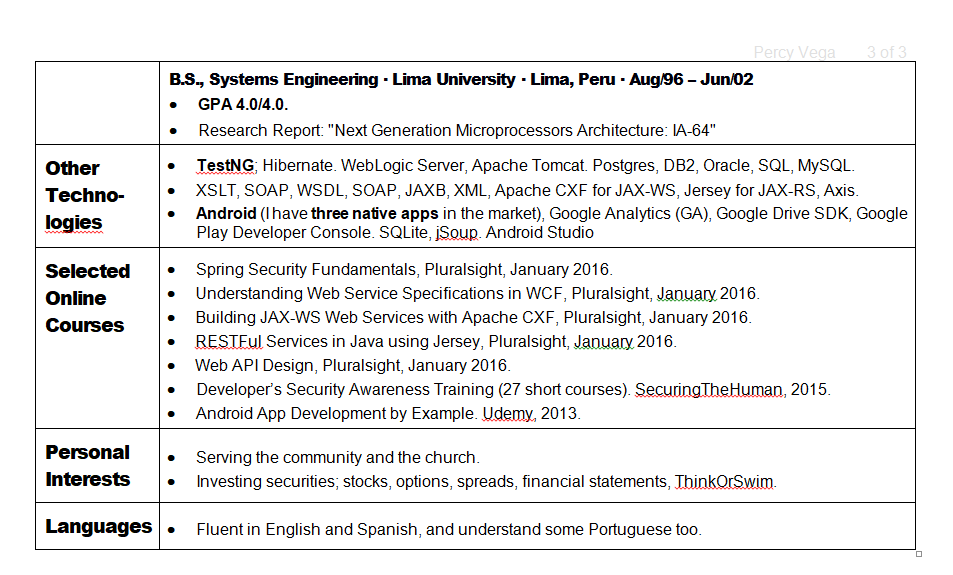 Percy Vega 3 of 3
B.S., Systems Engineering · Lima University · Lima, Peru · Aug/96 – Jun/02
• GPA 4.0/4.0.
• Research Report: "Next Generation Microprocessors Architecture: IA-64"
Other
Techno-
logies
• TestNG; Hibernate. WebLogic Server, Apache Tomcat. Postgres, DB2, Oracle, SQL, MySQL.
• XSLT, SOAP, WSDL, SOAP, JAXB, XML, Apache CXF for JAX-WS, Jersey for JAX-RS, Axis.
• Android (I have three native apps in the market), Google Analytics (GA), Google Drive SDK, Google
Play Developer Console. SQLite, jSoup. Android Studio
Selected
Online
Courses
• Spring Security Fundamentals, Pluralsight, January 2016.
• Understanding Web Service Specifications in WCF, Pluralsight, January 2016.
• Building JAX-WS Web Services with Apache CXF, Pluralsight, January 2016.
• RESTFul Services in Java using Jersey, Pluralsight, January 2016.
• Web API Design, Pluralsight, January 2016.
• Developer’s Security Awareness Training (27 short courses). SecuringTheHuman, 2015.
• Android App Development by Example. Udemy, 2013.
Personal
Interests
• Serving the community and the church.
• Investing securities; stocks, options, spreads, financial statements, ThinkOrSwim.
Languages
• Fluent in English and Spanish, and understand some Portuguese too.